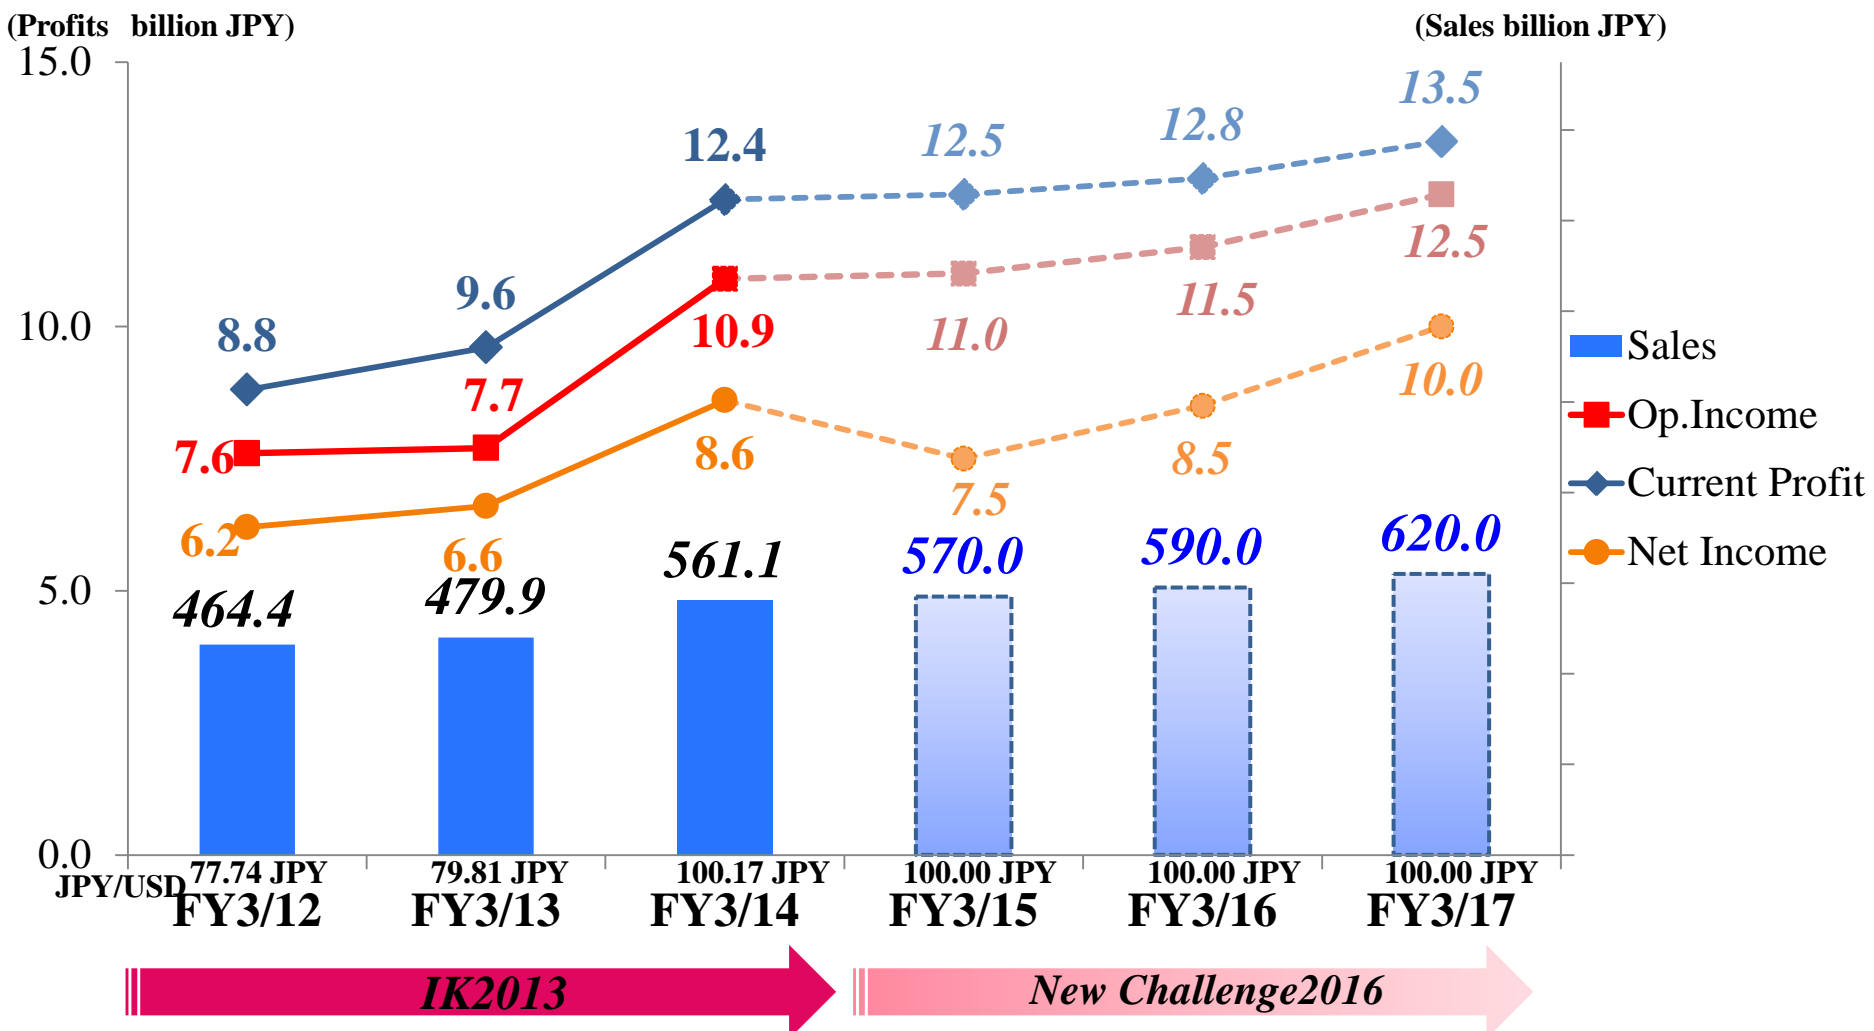 (Profits billion JPY)
(Sales billion JPY)
15.0
10.0
5.0
0.0
13.5
12.8
12.5
12.4
9.6
8.8
12.5
11.5
11.0
10.9
7.7
7.6
10.0
8.5
7.5
8.6
6.6
6.2
464.4
479.9
561.1
570.0
590.0
620.0
Sales
Op.Income
Current Profit
Net Income
JPY/USD
77.74 JPY
79.81 JPY
100.17 JPY
100.00 JPY
100.00 JPY
100.00 JPY
FY3/12
FY3/13
FY3/14
FY3/15
FY3/16
FY3/17
IK2013
New Challenge2016